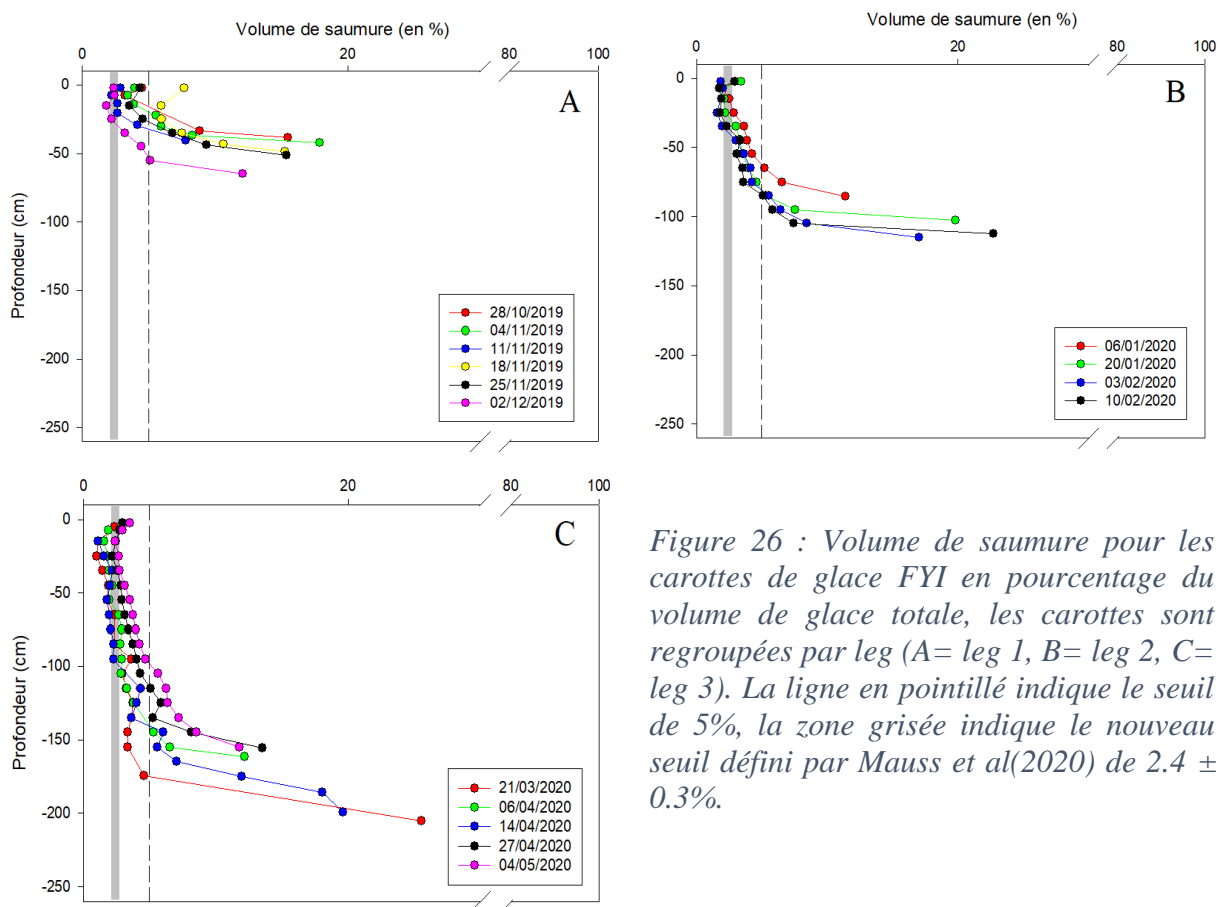 Volume de saumure (en %)
0 20 80 100
Profondeur (cm)
0
-50
-100
-150
-200
-250
A
28/10/2019
04/11/2019
11/11/2019
18/11/2019
25/11/2019
02/12/2019
Volume de saumure (en %)
0 20 80 100
0
-50
-100
-150
-200
-250
B
06/01/2020
20/01/2020
03/02/2020
10/02/2020
0 20 80 100
Profondeur (cm)
0
-50
-100
-150
-200
-250
C
21/03/2020
06/04/2020
14/04/2020
27/04/2020
04/05/2020
Figure 26 : Volume de saumure pour les
carottes de glace FYI en pourcentage du
volume de glace totale, les carottes sont
regroupées par leg (A= leg 1, B= leg 2, C=
leg 3). La ligne en pointillé indique le seuil
de 5%, la zone grisée indique le nouveau
seuil défini par Mauss et al(2020) de 2.4 ±
0.3%.